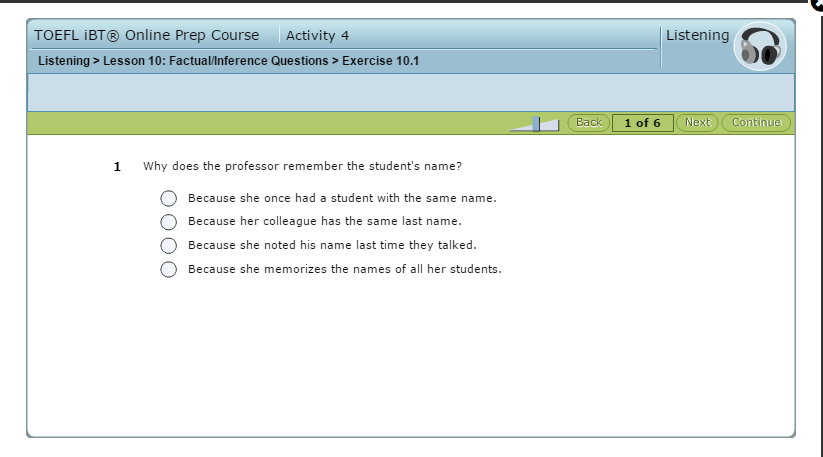 TOEFL iBT® Online Prep Course Activity 4 Listening
Listening > Lesson 10: Factual/Inference Questions > Exercise 10.1
Back 1 of 6 Next Continue
1 Why does the professor remember the student's name?
Because she once had a student with the same name.
Because her colleague has the same last name.
Because she noted his name last time they talked.
Because she memorizes the names of all her students.